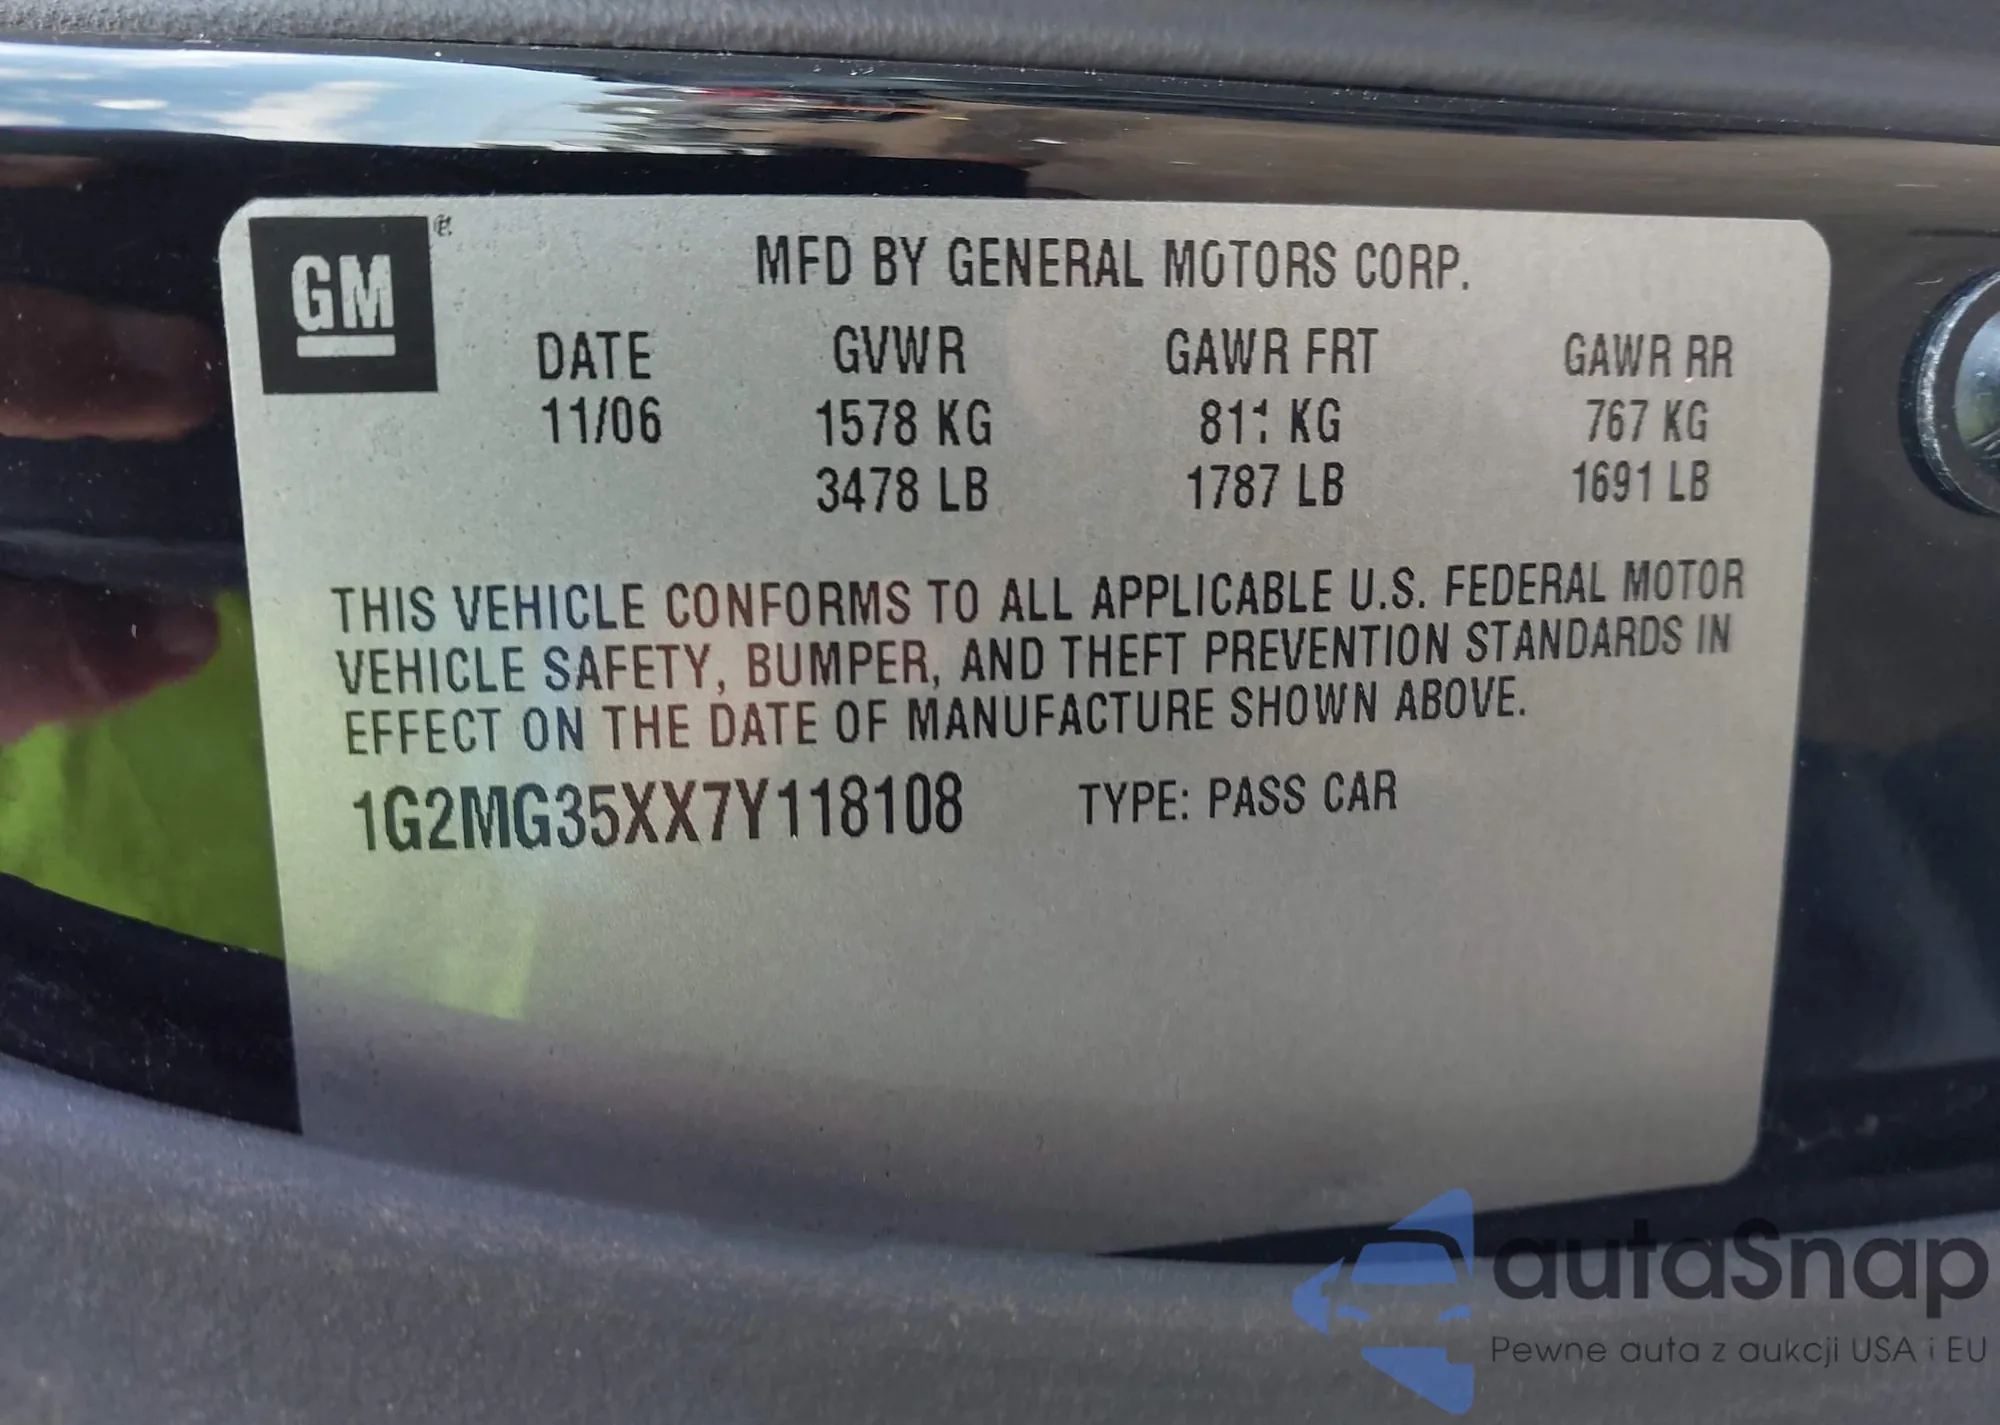 GM
MFD BY GENERAL MOTORS CORP.
DATE GVWR GAWR FRT GAWR RR
11/06 1578 KG 811 KG 767 KG
3478 LB 1787 LB 1691 LB
THIS VEHICLE CONFORMS TO ALL APPLICABLE U.S. FEDERAL MOTOR
VEHICLE SAFETY, BUMPER, AND THEFT PREVENTION STANDARDS IN
EFFECT ON THE DATE OF MANUFACTURE SHOWN ABOVE.
1G2MG35XX7Y118108 TYPE: PASS CAR
autaSnap
Pewne auta z aukcji USA i EU